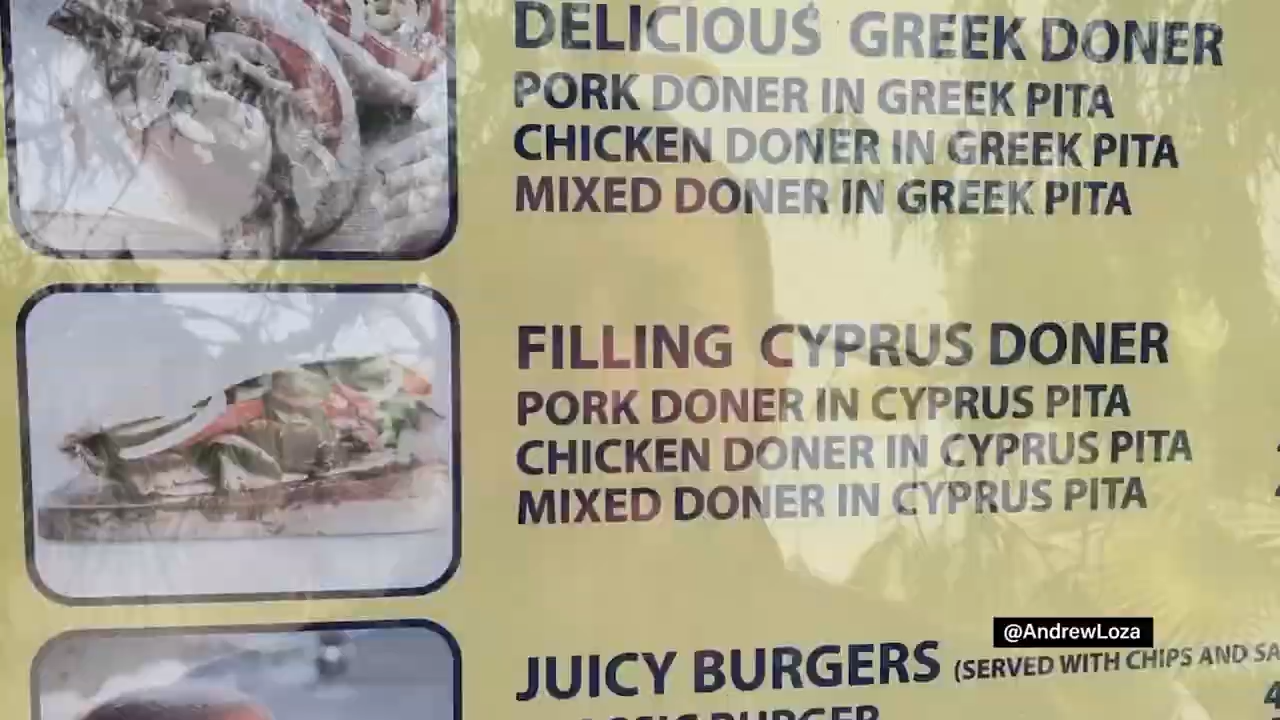 DELICIOUS GREEK DONER
PORK DONER IN GREEK PITA
CHICKEN DONER IN GREEK PITA
MIXED DONER IN GREEK PITA
FILLING CYPRUS DONER
PORK DONER IN CYPRUS PITA
CHICKEN DONER IN CYPRUS PITA
MIXED DONER IN CYPRUS PITA
@AndrewLoza
JUICY BURGERS (SERVED WITH CHIPS AND
BURGER